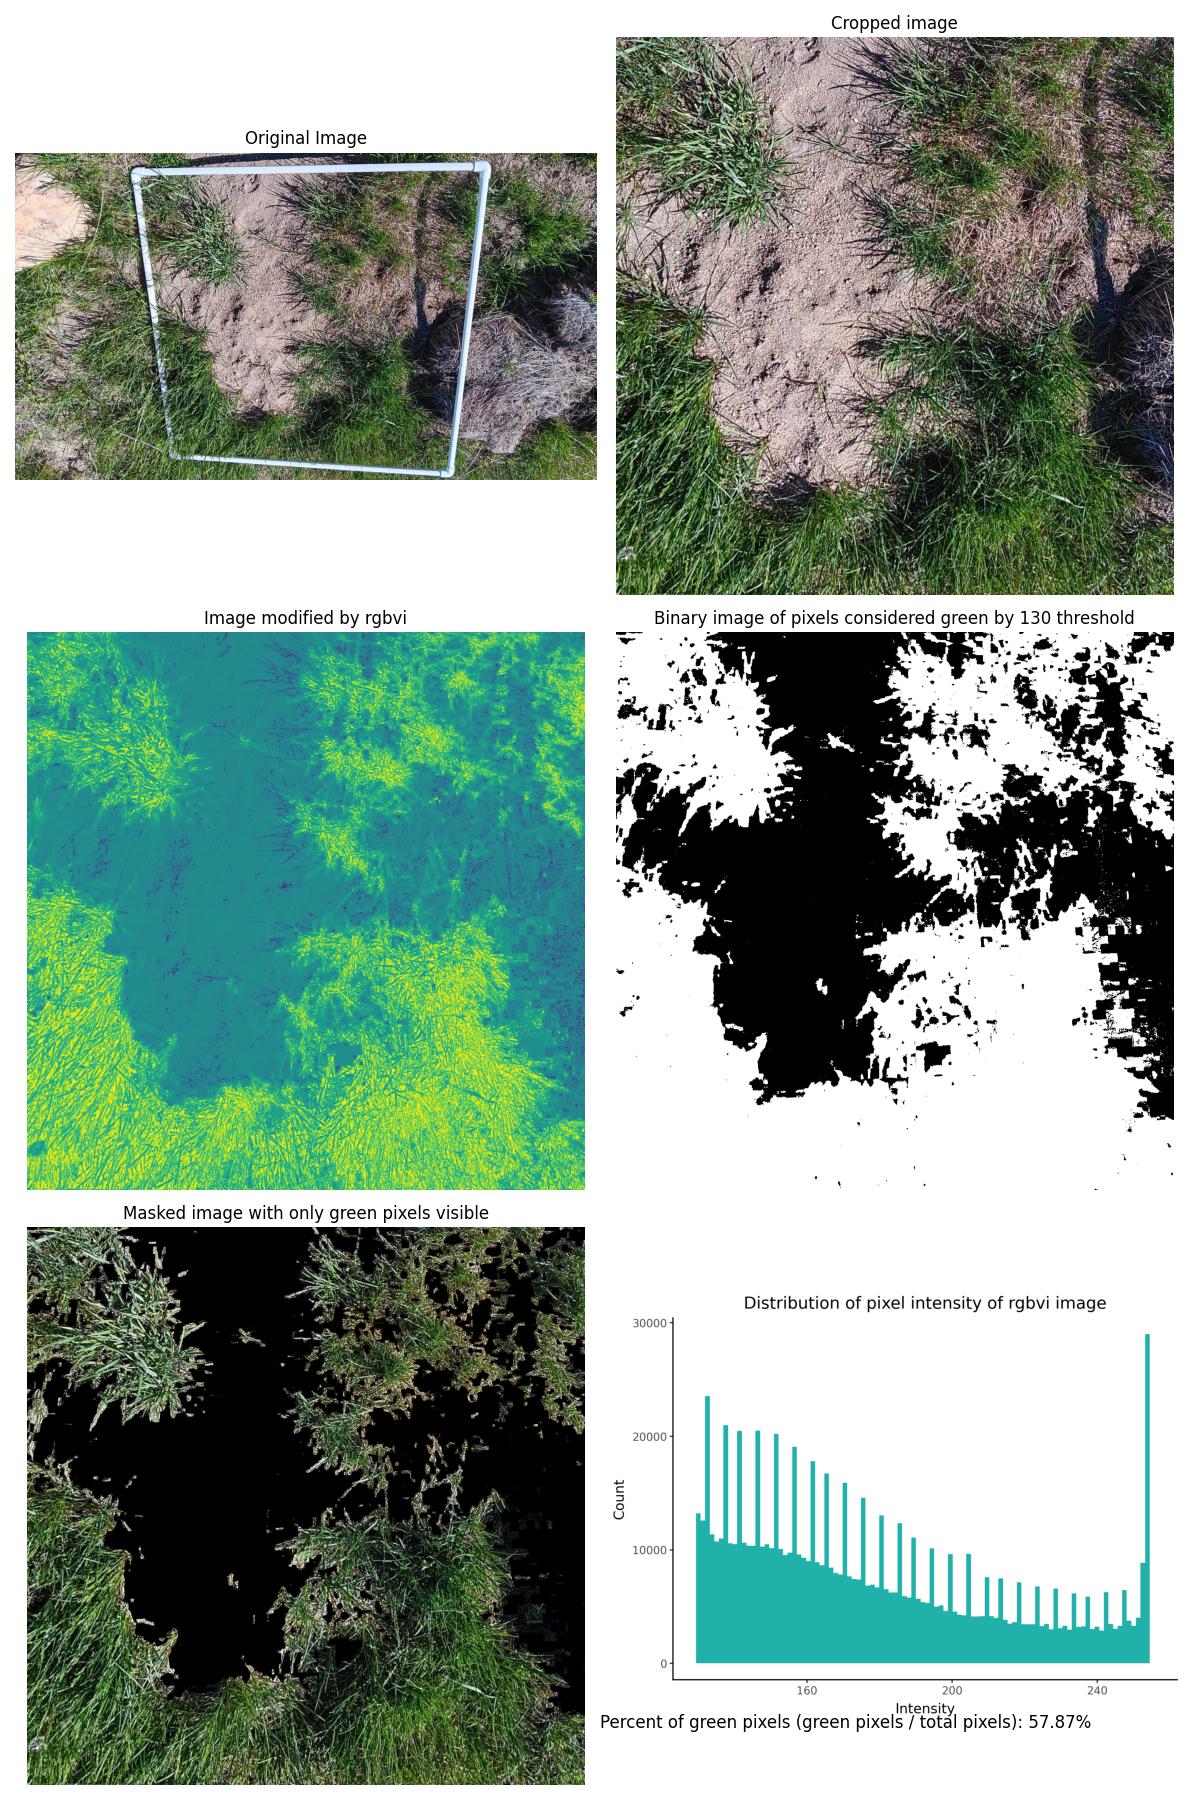 Cropped image
Original Image
Image modified by rgbvi
Binary image of pixels considered green by 130 threshold
Masked image with only green pixels visible
Distribution of pixel intensity of rgbvi image
30000
20000
10000
0
Count
160
200
240
Intensity
Percent of green pixels (green pixels / total pixels): 57.87%